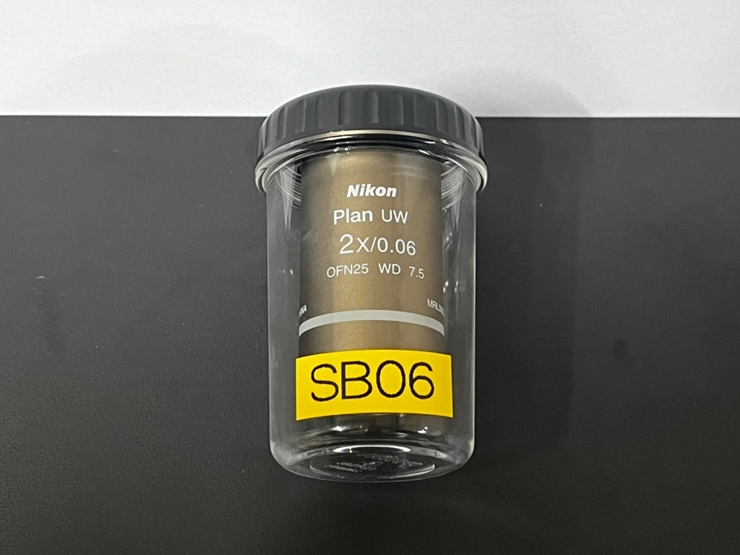 Nikon
Plan UW
2X/0.06
OFN25 WD 7.5
SB06